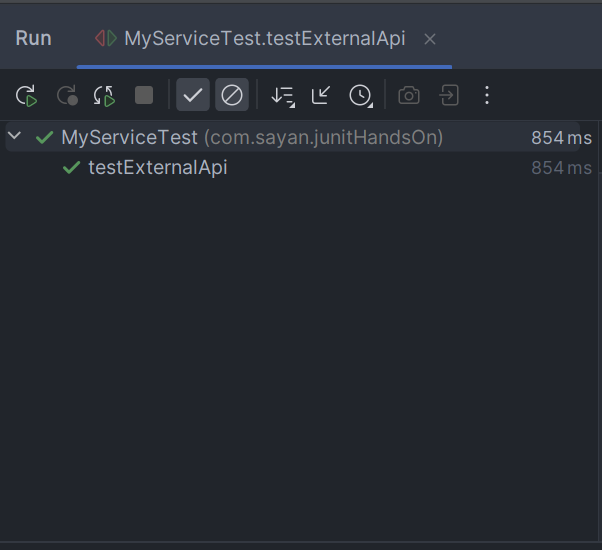 Run MyServiceTest.testExternalApi
MyServiceTest (com.sayan.junitHandsOn) 854 ms
testExternalApi 854 ms